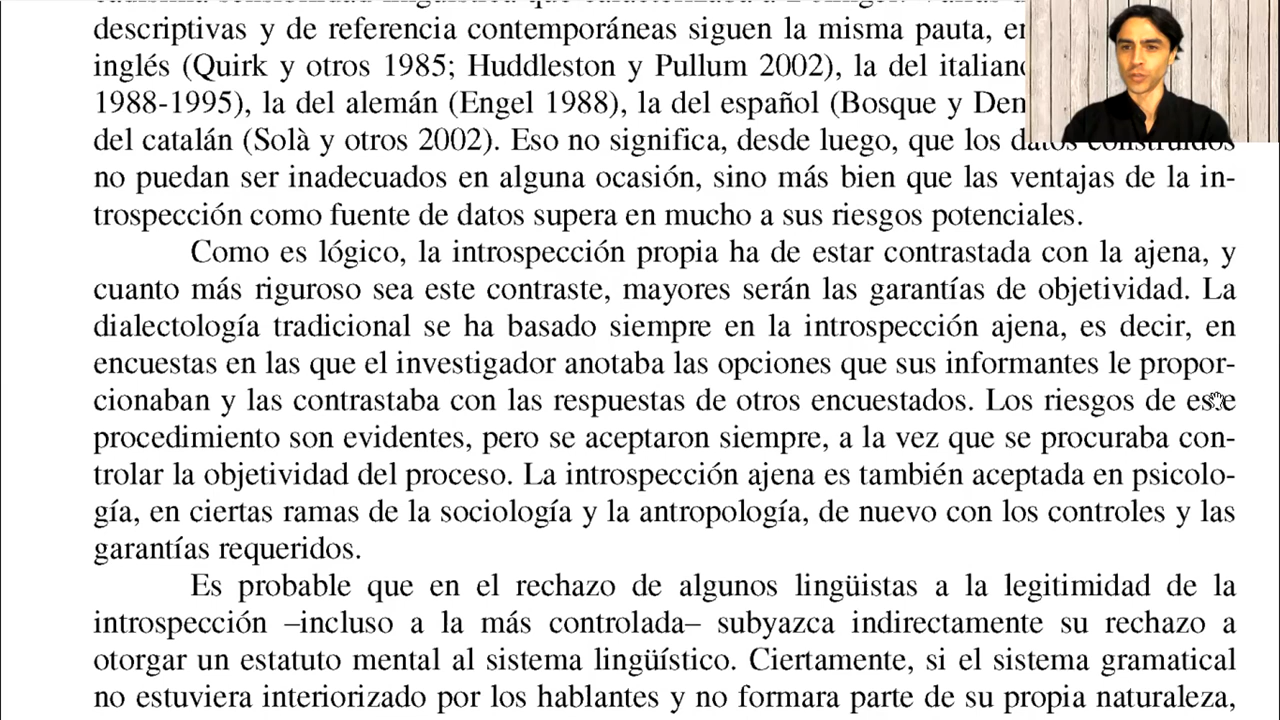 descriptivas y de referencia contemporáneas siguen la misma pauta, en
inglés (Quirk y otros 1985; Huddleston y Pullum 2002), la del italiano
1988-1995), la del alemán (Engel 1988), la del español (Bosque y Dem
del catalán (Solà y otros 2002). Eso no significa, desde luego, que los datos construidos
no puedan ser inadecuados en alguna ocasión, sino más bien que las ventajas de la in-
trospección como fuente de datos supera en mucho a sus riesgos potenciales.
Como es lógico, la introspección propia ha de estar contrastada con la ajena, y
cuanto más riguroso sea este contraste, mayores serán las garantías de objetividad. La
dialectología tradicional se ha basado siempre en la introspección ajena, es decir, en
encuestas en las que el investigador anotaba las opciones que sus informantes le propor-
cionaban y las contrastaba con las respuestas de otros encuestados. Los riesgos de este
procedimiento son evidentes, pero se aceptaron siempre, a la vez que se procuraba con-
trolar la objetividad del proceso. La introspección ajena es también aceptada en psicolo-
gía, en ciertas ramas de la sociología y la antropología, de nuevo con los controles y las
garantías requeridos.
Es probable que en el rechazo de algunos lingüistas a la legitimidad de la
introspección –incluso a la más controlada– subyazca indirectamente su rechazo a
otorgar un estatuto mental al sistema lingüístico. Ciertamente, si el sistema gramatical
no estuviera interiorizado por los hablantes y no formara parte de su propia naturaleza,